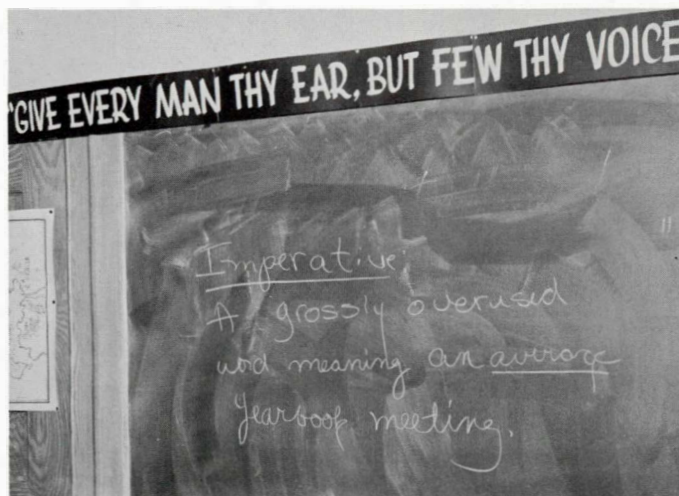 "GIVE EVERY MAN THY EAR, BUT FEW THY VOICE
Imperative:
A grossly overused
word meaning an average
yearbook meeting.